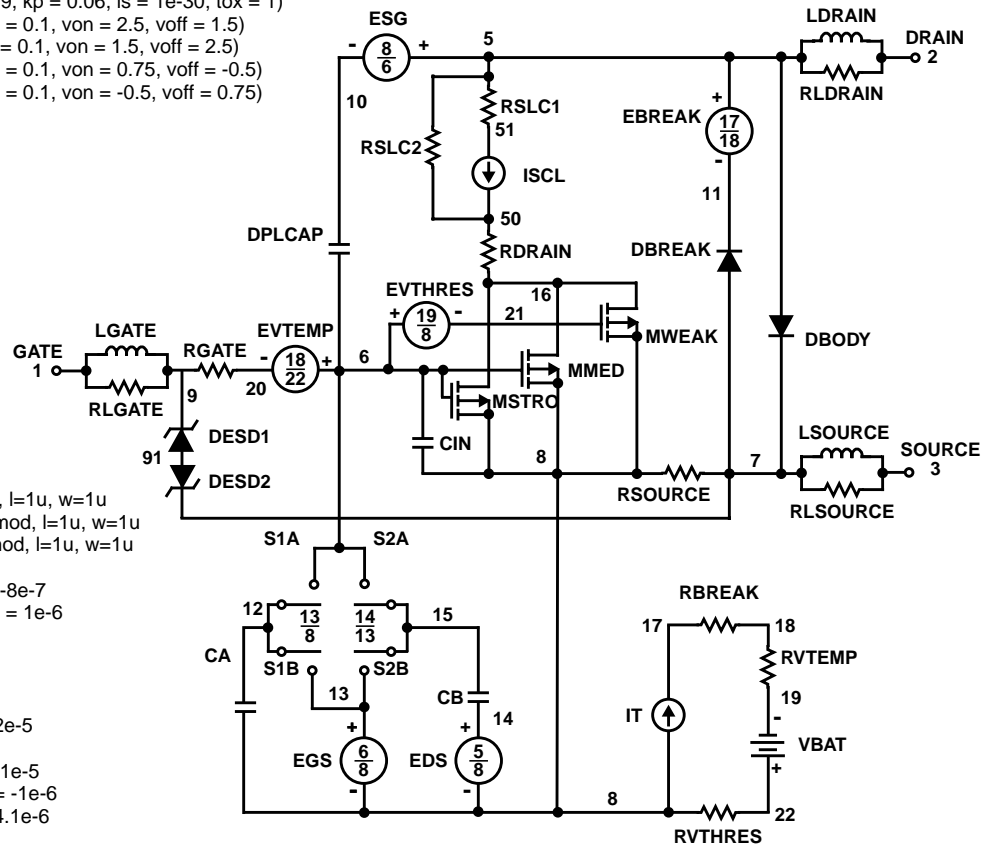 9, kp = 0.06, is = 1e-30, tox = 1)
= 0.1, von = 2.5, voff = 1.5)
= 0.1, von = 1.5, voff = 2.5)
= 0.1, von = 0.75, voff = -0.5)
= 0.1, von = -0.5, voff = 0.75)
, l=1u, w=1u
mod, l=1u, w=1u
nod, l=1u, w=1u
-8e-7
= 1e-6
2e-5
1e-5
= -1e-6
4.1e-6
ESG
- 8 +
6
5
LDRAIN
DRAIN
2
RLDRAIN
10
RSLC1
51
RSLC2
ISCL
50
+
EBREAK
17
18
-
11
DPLCAP
RDRAIN
DBREAK
DBODY
EVTHRES
+ 19 -
8
16
21
MWEAK
MMED
MSTRO
LGATE
GATE
1
RLGATE
RGATE
EVTEMP
- 18 +
22
9
20
6
DESD1
91
DESD2
CIN
8
RSOURCE
7
LSOURCE
SOURCE
3
RLSOURCE
S1A
S2A
12
13
8
14
13
15
CA
S1B
S2B
13
CB
14
+
EGS
6
8
-
+
EDS
5
8
-
RBREAK
17
18
RVTEMP
19
-
IT
VBAT
+
8
22
RVTHRES